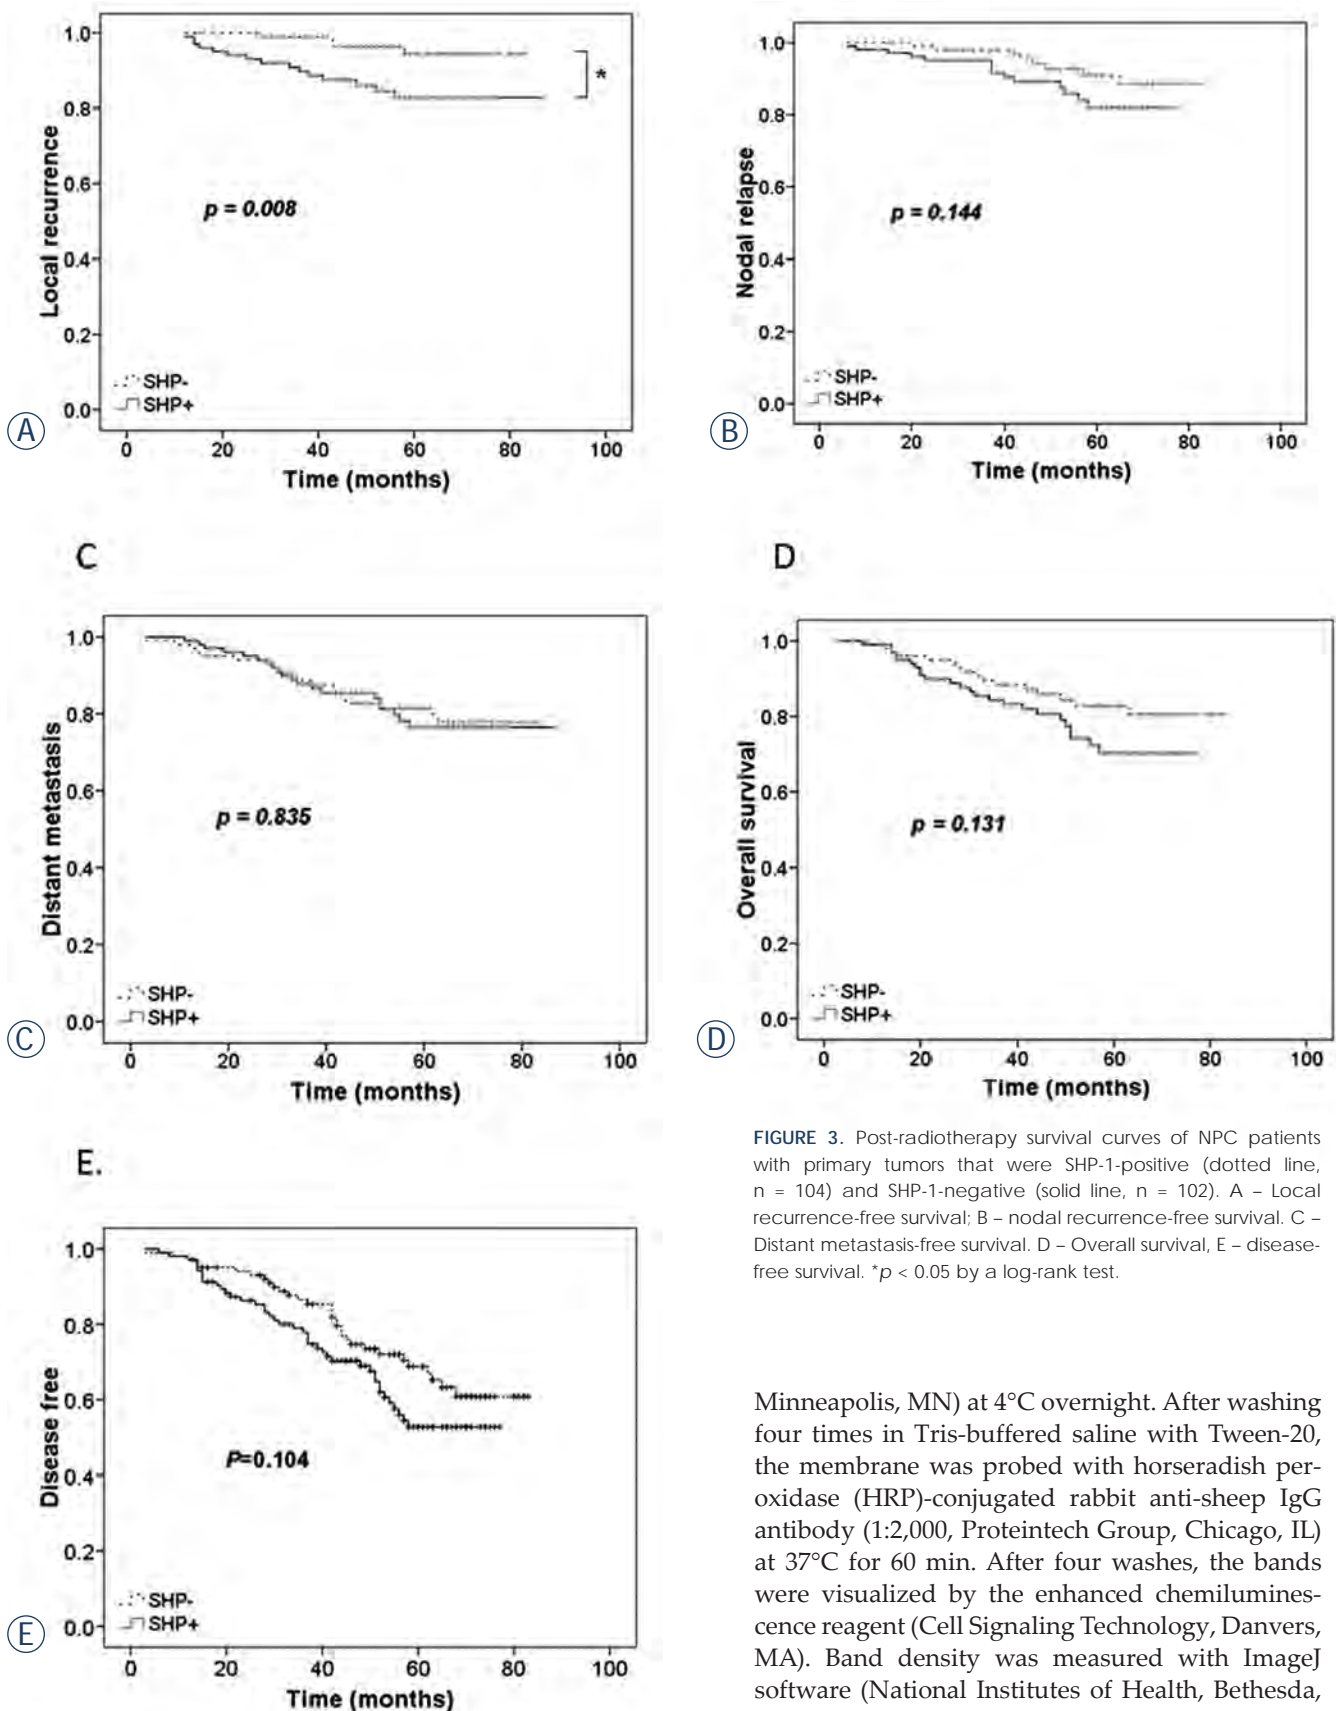 1.0
0.8
0.6
0.4
0.2
0.0
Local recurrence
p = 0.008
*
SHP-
SHP+
0 20 40 60 80 100
Time (months)
A
1.0
0.8
0.6
0.4
0.2
0.0
Nodal relapse
p = 0.144
SHP-
SHP+
0 20 40 60 80 100
Time (months)
B
C
1.0
0.8
0.6
0.4
0.2
0.0
Distant metastasis
p = 0.835
SHP-
SHP+
0 20 40 60 80 100
Time (months)
C
D
1.0
0.8
0.6
0.4
0.2
0.0
Overall survival
p = 0.131
SHP-
SHP+
0 20 40 60 80 100
Time (months)
D
E.
1.0
0.8
0.6
0.4
0.2
0.0
Disease free
P=0.104
SHP-
SHP+
0 20 40 60 80 100
Time (months)
E
FIGURE 3. Post-radiotherapy survival curves of NPC patients
with primary tumors that were SHP-1-positive (dotted line,
n = 104) and SHP-1-negative (solid line, n = 102). A – Local
recurrence-free survival; B – nodal recurrence-free survival. C –
Distant metastasis-free survival. D – Overall survival, E – disease-
free survival. *p < 0.05 by a log-rank test.
Minneapolis, MN) at 4°C overnight. After washing
four times in Tris-buffered saline with Tween-20,
the membrane was probed with horseradish per-
oxidase (HRP)-conjugated rabbit anti-sheep IgG
antibody (1:2,000, Proteintech Group, Chicago, IL)
at 37°C for 60 min. After four washes, the bands
were visualized by the enhanced chemilumines-
cence reagent (Cell Signaling Technology, Danvers,
MA). Band density was measured with ImageJ
software (National Institutes of Health, Bethesda,